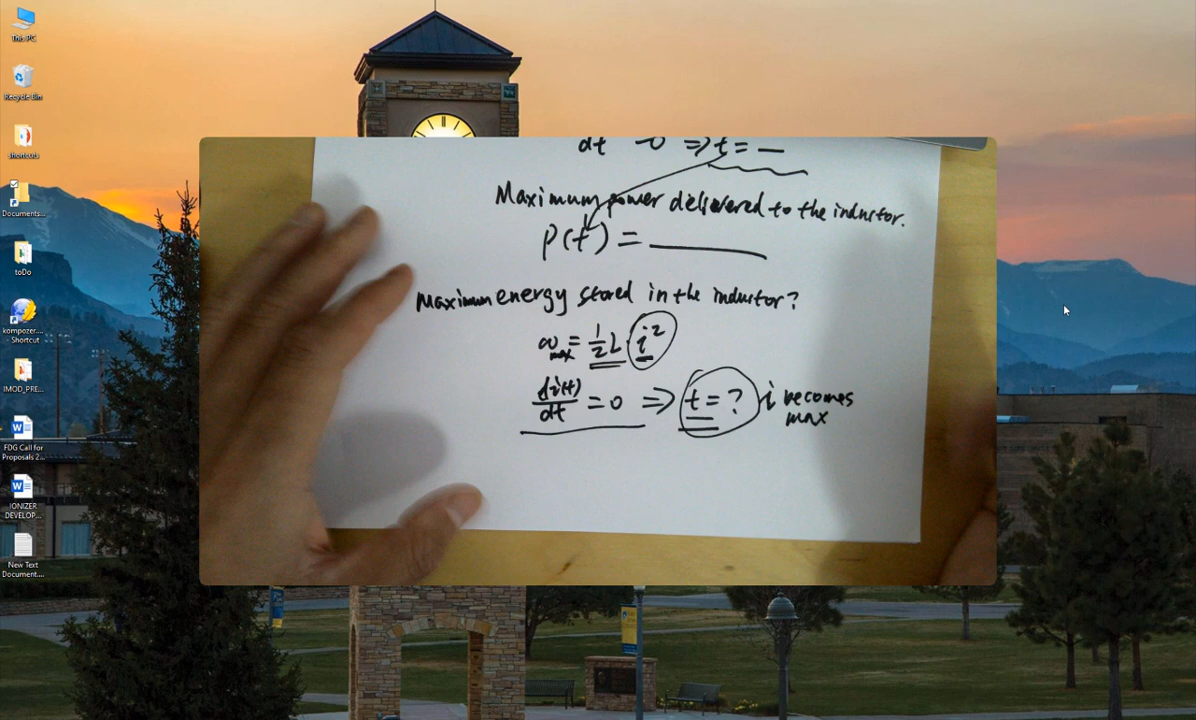 This PC
Recycle Bin
shortcuts
Documents...
toDo
kompozer....
Shortcut
IMOD_PRE...
FDG Call for
Proposals 2...
IONIZER
DEVELOP...
New Text
Document....
dt = 0 ⇒ t = —
Maximum power delivered to the inductor.
P(t) = ______
Maximum energy stored in the inductor?
ω max = 1/2 L · i²
di(t)/dt = 0 ⇒ t = ? i becomes
max